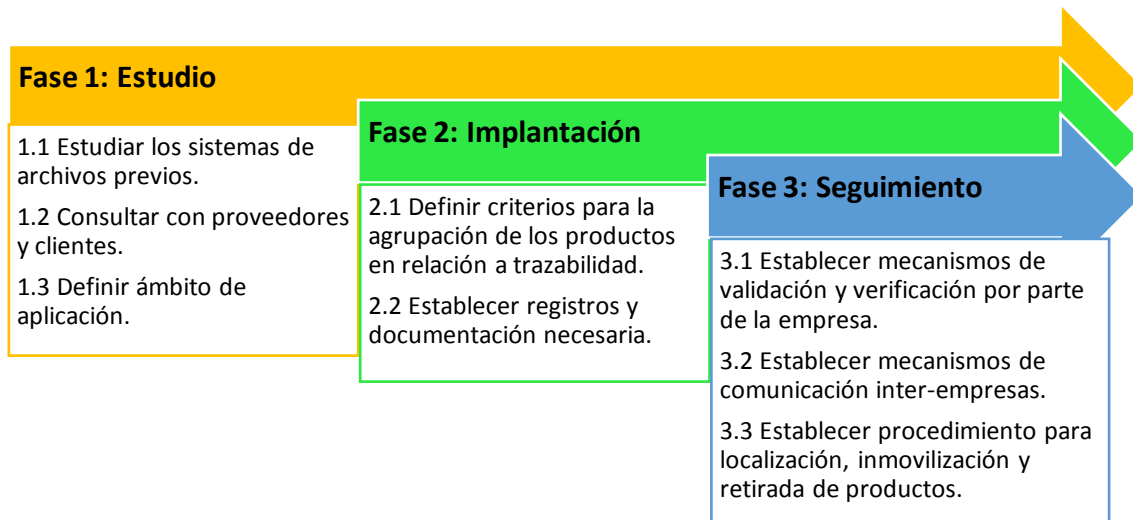 Fase 1: Estudio
1.1 Estudiar los sistemas de
archivos previos.
1.2 Consultar con proveedores
y clientes.
1.3 Definir ámbito de
aplicación.
Fase 2: Implantación
2.1 Definir criterios para la
agrupación de los productos
en relación a trazabilidad.
2.2 Establecer registros y
documentación necesaria.
Fase 3: Seguimiento
3.1 Establecer mecanismos de
validación y verificación por parte
de la empresa.
3.2 Establecer mecanismos de
comunicación inter-empresas.
3.3 Establecer procedimiento para
localización, inmovilización y
retirada de productos.